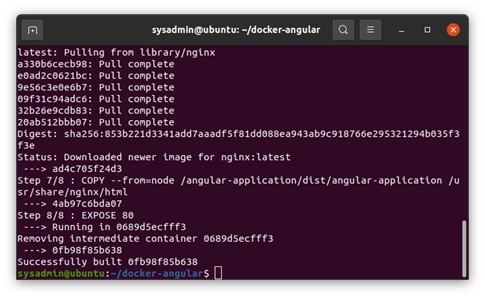 sysadmin@ubuntu: ~/docker-angular
latest: Pulling from library/nginx
a330b6cecb98: Pull complete
e0ad2c0621bc: Pull complete
9e56c3e0e6b7: Pull complete
09f31c94adc6: Pull complete
32b26e9cdb83: Pull complete
20ab512bbb07: Pull complete
Digest: sha256:853b221d3341add7aaadf5f81dd088ea943ab9c918766e295321294b035f3
f3e
Status: Downloaded newer image for nginx:latest
 ---> ad4c705f24d3
Step 7/8 : COPY --from=node /angular-application/dist/angular-application /u
sr/share/nginx/html
 ---> 4ab97c6bda07
Step 8/8 : EXPOSE 80
 ---> Running in 0689d5ecfff3
Removing intermediate container 0689d5ecfff3
 ---> 0fb98f85b638
Successfully built 0fb98f85b638
sysadmin@ubuntu:~/docker-angular$